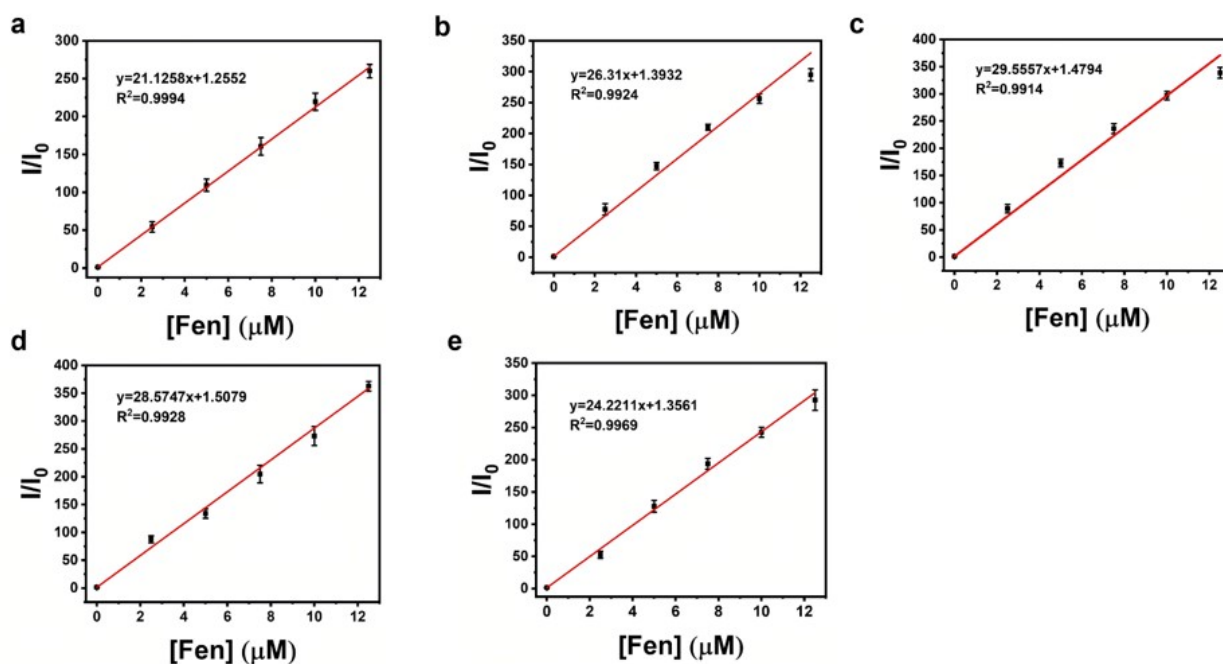 a
300
250
200
150
100
50
0
I/I0
y=21.1258x+1.2552
R2=0.9994
0 2 4 6 8 10 12
[Fen] (μM)
b
350
300
250
200
150
100
50
0
I/I0
y=26.31x+1.3932
R2=0.9924
0 2 4 6 8 10 12
[Fen] (μM)
c
400
350
300
250
200
150
100
50
0
I/I0
y=29.5557x+1.4794
R2=0.9914
0 2 4 6 8 10 12
[Fen] (μM)
d
400
350
300
250
200
150
100
50
0
I/I0
y=28.5747x+1.5079
R2=0.9928
0 2 4 6 8 10 12
[Fen] (μM)
e
350
300
250
200
150
100
50
0
I/I0
y=24.2211x+1.3561
R2=0.9969
0 2 4 6 8 10 12
[Fen] (μM)